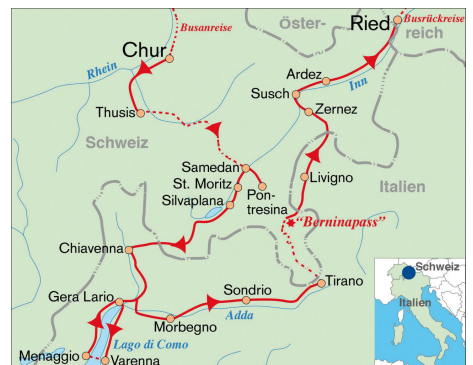 Busanreise
Chur
Rhein
Thusis
Schweiz
Öster-
reich
Ried
Busrückreise
Ardez
Inn
Susch
Zernez
Samedan
St. Moritz
Silvaplana
Pon-
tresina
Livigno
Italien
"Berninapass"
Chiavenna
Tirano
Gera Lario
Sondrio
Adda
Morbegno
Lago di Como
Menaggio
Varenna
Schweiz
Italien